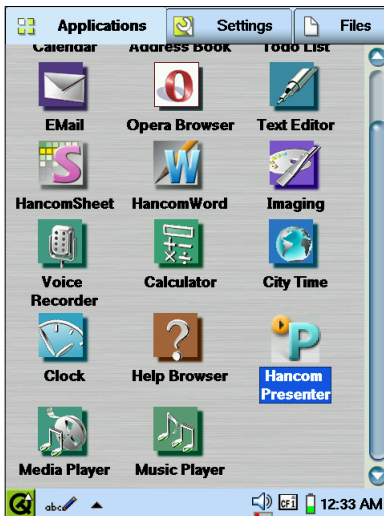 Applications Settings Files
Calendar Address Book Todo List
EMail Opera Browser Text Editor
HancomSheet HancomWord Imaging
Voice Recorder Calculator City Time
Clock Help Browser Hancom Presenter
Media Player Music Player
abc CF1 12:33 AM